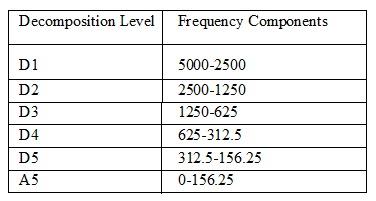 Decomposition Level Frequency Components
D1 5000-2500
D2 2500-1250
D3 1250-625
D4 625-312.5
D5 312.5-156.25
A5 0-156.25